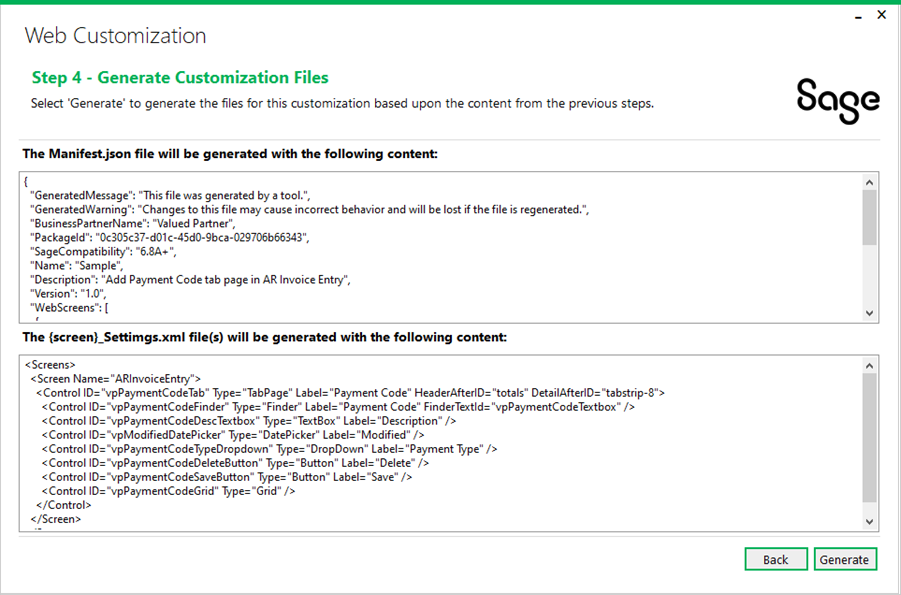 Web Customization
Step 4 - Generate Customization Files
Select 'Generate' to generate the files for this customization based upon the content from the previous steps.
Sage
The Manifest.json file will be generated with the following content:
{
"GeneratedMessage": "This file was generated by a tool.",
"GeneratedWarning": "Changes to this file may cause incorrect behavior and will be lost if the file is regenerated.",
"BusinessPartnerName": "Valued Partner",
"PackageId": "0c305c37-d01c-45d0-9bca-029706b66343",
"SageCompatibility": "6.8A+",
"Name": "Sample",
"Description": "Add Payment Code tab page in AR Invoice Entry",
"Version": "1.0",
"WebScreens": [
The {screen}_Settimgs.xml file(s) will be generated with the following content:
<Screens>
<Screen Name="ARInvoiceEntry">
<Control ID="vpPaymentCodeTab" Type="TabPage" Label="Payment Code" HeaderAfterID="totals" DetailAfterID="tabstrip-8">
<Control ID="vpPaymentCodeFinder" Type="Finder" Label="Payment Code" FinderTextId="vpPaymentCodeTextbox" />
<Control ID="vpPaymentCodeDescTextbox" Type="TextBox" Label="Description" />
<Control ID="vpModifiedDatePicker" Type="DatePicker" Label="Modified" />
<Control ID="vpPaymentCodeTypeDropdown" Type="DropDown" Label="Payment Type" />
<Control ID="vpPaymentCodeDeleteButton" Type="Button" Label="Delete" />
<Control ID="vpPaymentCodeSaveButton" Type="Button" Label="Save" />
<Control ID="vpPaymentCodeGrid" Type="Grid" />
</Control>
</Screen>
Back
Generate